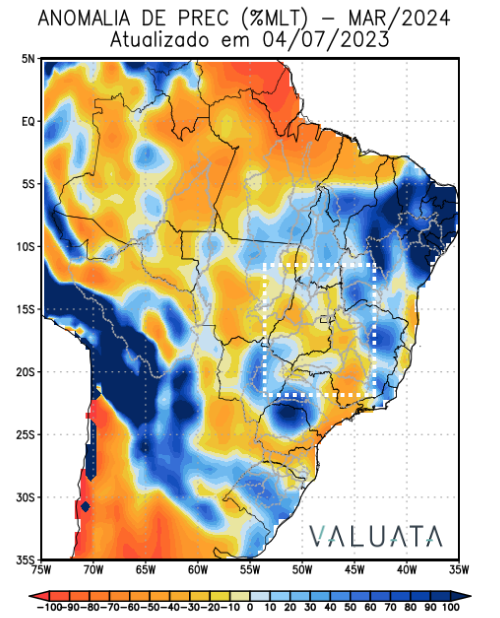 ANOMALIA DE PREC (%MLT) – MAR/2024
Atualizado em 04/07/2023
5N
EQ
5S
10S
15S
20S
25S
30S
35S
VALUATA
75W 70W 65W 60W 55W 50W 45W 40W 35W
-100 -90 -80 -70 -60 -50 -40 -30 -20 -10 0 10 20 30 40 50 60 70 80 90 100